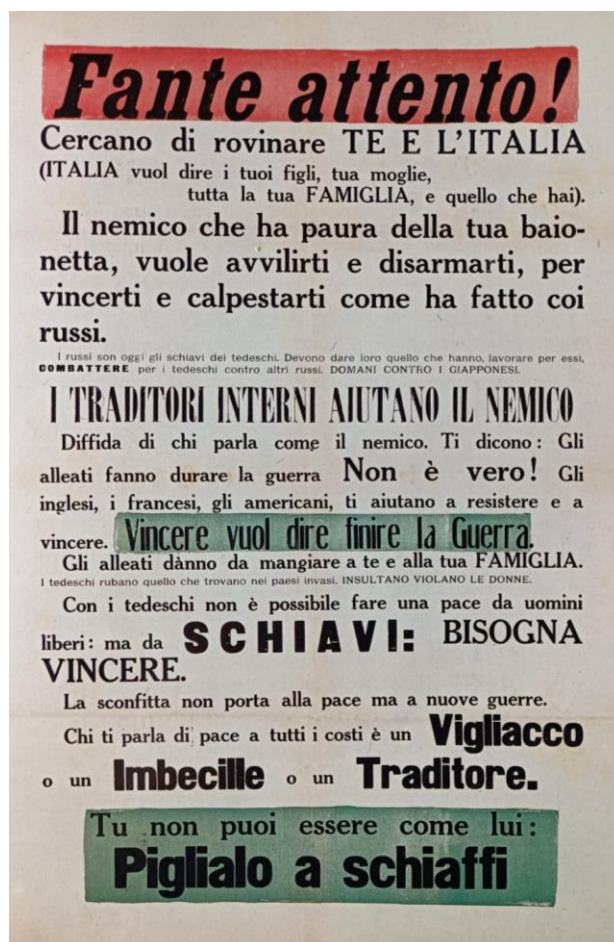 Fante attento!
Cercano di rovinare TE E L'ITALIA
(ITALIA vuol dire i tuoi figli, tua moglie,
tutta la tua FAMIGLIA, e quello che hai).
Il nemico che ha paura della tua baio-
netta, vuole avvilirti e disarmarti, per
vincerti e calpestarti come ha fatto coi
russi.
I russi son oggi gli schiavi dei tedeschi. Devono dare loro quello che hanno, lavorare per essi,
COMBATTERE per i tedeschi contro altri russi. DOMANI CONTRO I GIAPPONESI.
I TRADITORI INTERNI AIUTANO IL NEMICO
Diffida di chi parla come il nemico. Ti dicono: Gli
alleati fanno durare la guerra Non è vero! Gli
inglesi, i francesi, gli americani, ti aiutano a resistere e a
vincere. Vincere vuol dire finire la Guerra.
Gli alleati dànno da mangiare a te e alla tua FAMIGLIA.
I tedeschi rubano quello che trovano nei paesi invasi. INSULTANO VIOLANO LE DONNE.
Con i tedeschi non è possibile fare una pace da uomini
liberi: ma da SCHIAVI: BISOGNA
VINCERE.
La sconfitta non porta alla pace ma a nuove guerre.
Chi ti parla di pace a tutti i costi è un Vigliacco
o un Imbecille o un Traditore.
Tu non puoi essere come lui:
Piglialo a schiaffi